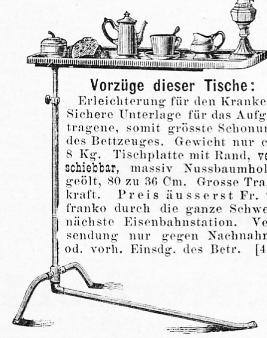 Vorzüge dieser Tische:
Erleichterung für den Kranke
Sichere Unterlage für das Aufg
tragene, somit grösste Schonun
des Bettzeuges. Gewicht nur c
8 Kg. Tischplatte mit Rand, ve
schiebbar, massiv Nussbaumhol
geölt, 80 zu 36 Cm. Grosse Tra
kraft. Preis äusserst Fr.
franko durch die ganze Schwe
nächste Eisenbahnstation. Ve
sendung nur gegen Nachnahm
od. vorh. Einsdg. des Betr. [4